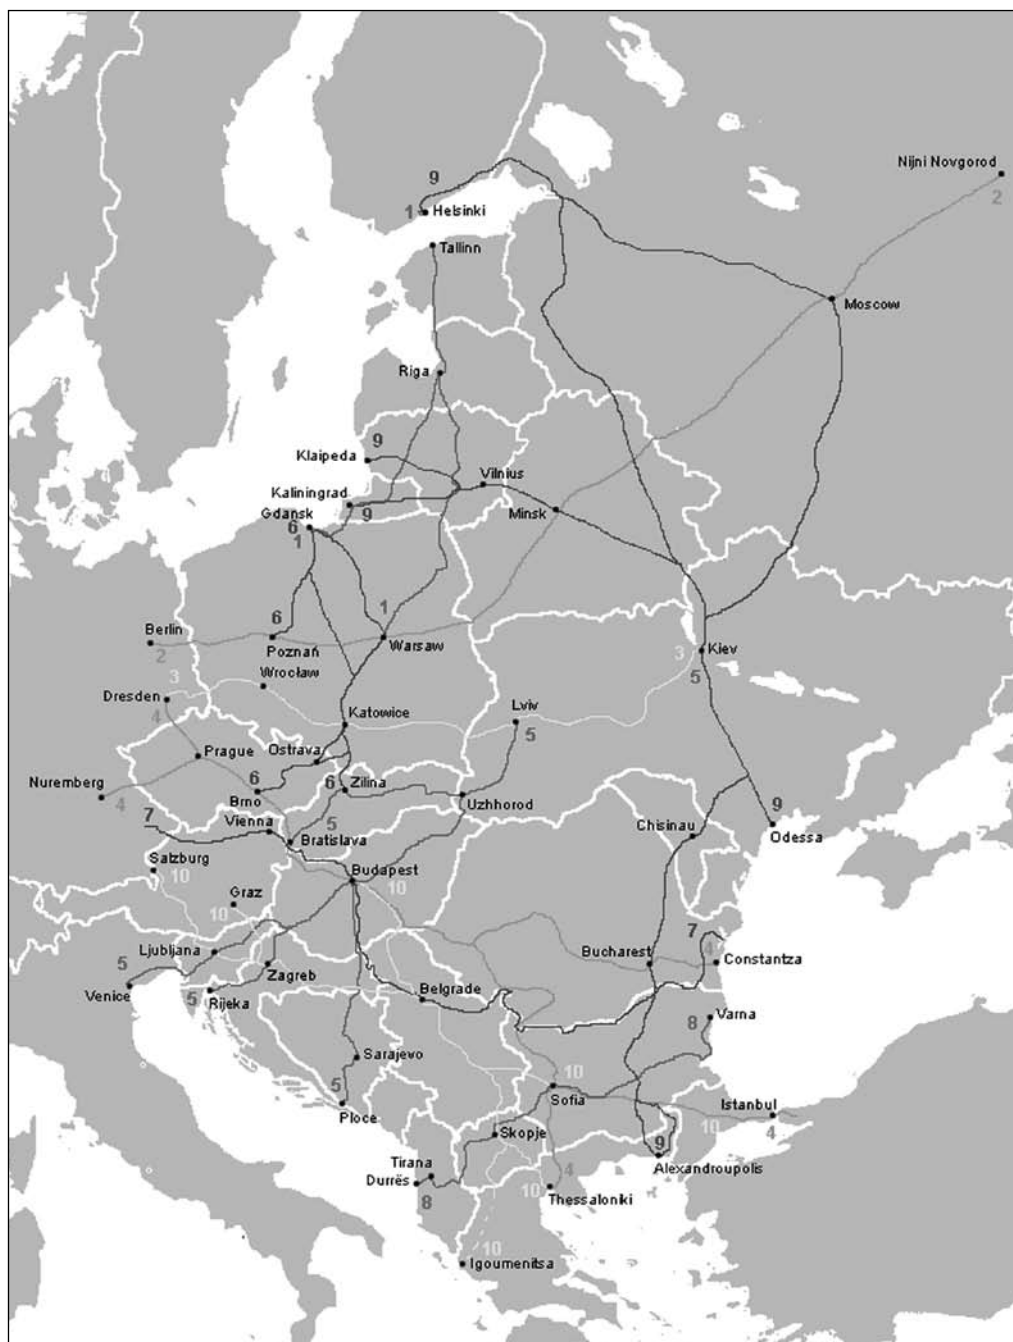 Nijni Novgorod
2
9
1
Helsinki
Tallinn
Moscow
Riga
9
Klaipeda
Vilnius
Kaliningrad
Gdańsk
9
Minsk
6
1
6
1
Berlin
2
Poznań
Warsaw
3
Kiev
5
3
Wrocław
Dresden
4
Katowice
Lviv
5
Prague
Ostrava
Nuremberg
4
6
Brno
6
Zilina
Uzhhorod
7
Vienna
5
Bratislava
Chisinau
9
Odessa
Salzburg
10
Budapest
10
Graz
10
7
Ljubljana
Bucharest
4
Constantza
5
Zagreb
Venice
5
Rijeka
Belgrade
8
Varna
Sarajevo
5
10
Sofia
Ploce
Istanbul
10
4
Skopje
9
Tirana
Alexandroupolis
Durrës
4
8
10
Thessaloniki
10
Igoumenitsa